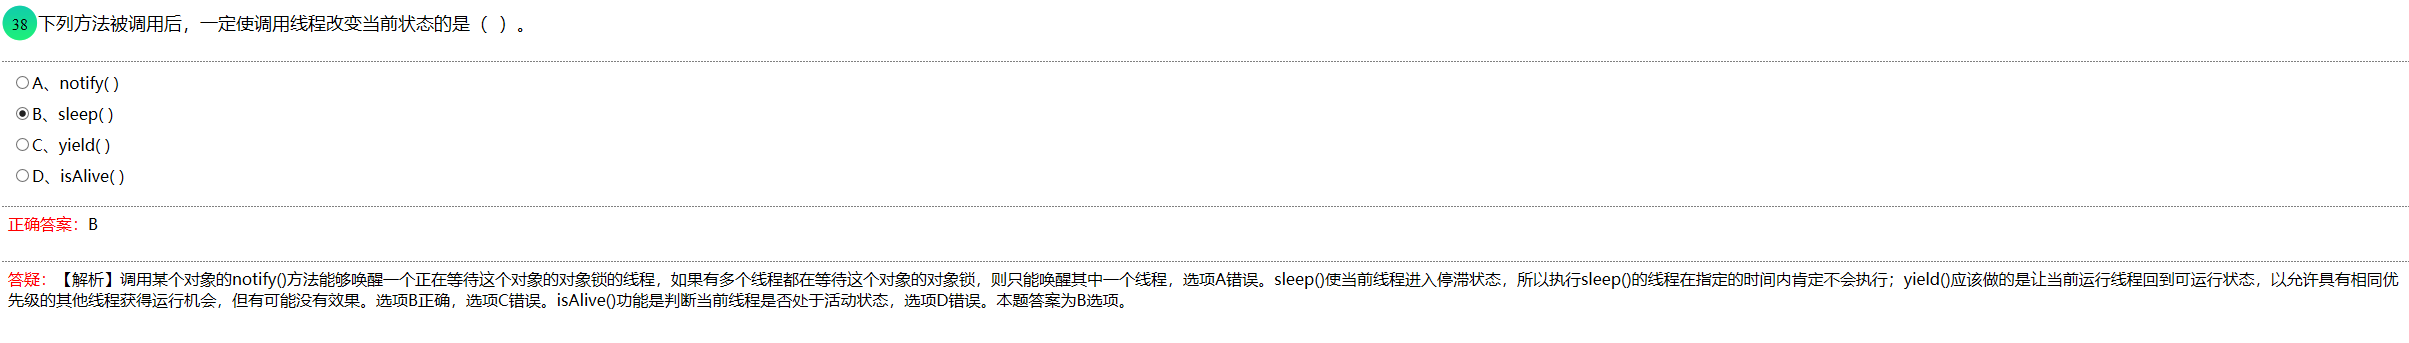 38 下列方法被调用后，一定使调用线程改变当前状态的是（ ）。
A、notify( )
B、sleep( )
C、yield( )
D、isAlive( )
正确答案：B
答疑：【解析】调用某个对象的notify()方法能够唤醒一个正在等待这个对象的对象锁的线程，如果有多个线程都在等待这个对象的对象锁，则只能唤醒其中一个线程，选项A错误。sleep()使当前线程进入停滞状态，所以执行sleep()的线程在指定的时间内肯定不会执行；yield()应该做的是让当前运行线程回到可运行状态，以允许具有相同优
先级的其他线程获得运行机会，但有可能没有效果。选项B正确，选项C错误。isAlive()功能是判断当前线程是否处于活动状态，选项D错误。本题答案为B选项。